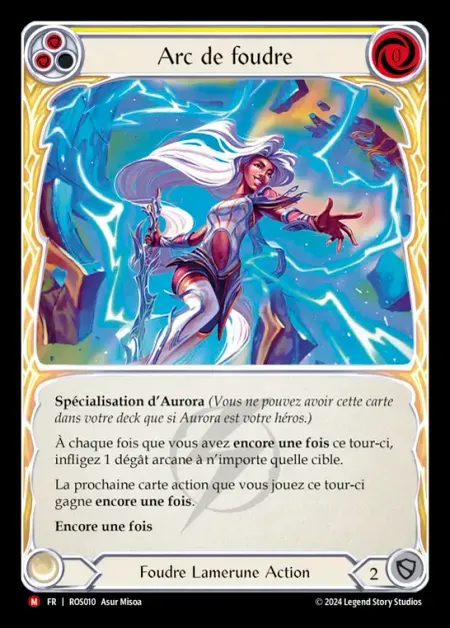 Arc de foudre
0
Spécialisation d'Aurora (Vous ne pouvez avoir cette carte
dans votre deck que si Aurora est votre héros.)
À chaque fois que vous avez encore une fois ce tour-ci,
infligez 1 dégât arcane à n'importe quelle cible.
La prochaine carte action que vous jouez ce tour-ci
gagne encore une fois.
Encore une fois
Foudre Lamerune Action
2
M FR | ROS010 Asur Misoa
© 2024 Legend Story Studios